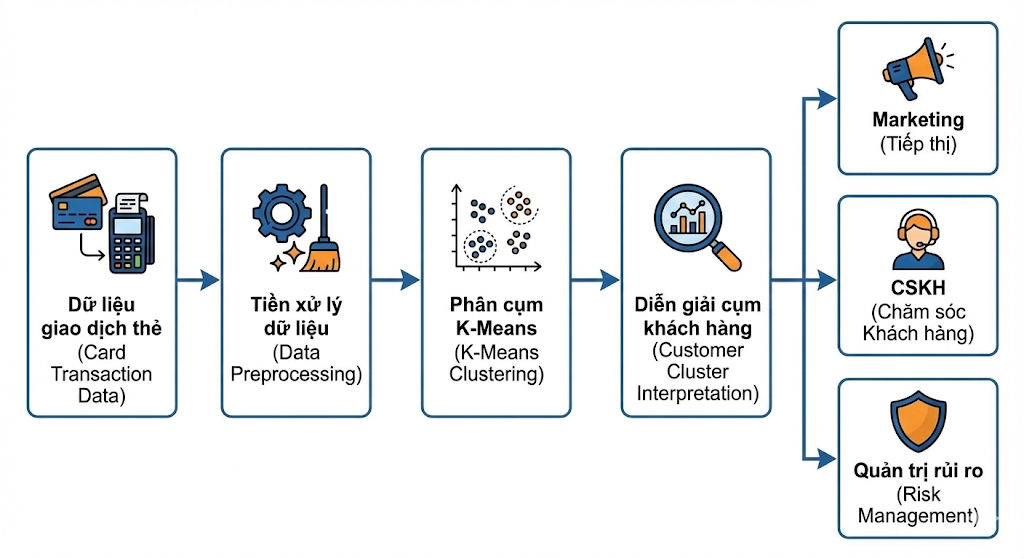 Dữ liệu
giao dịch thẻ
(Card
Transaction
Data)
Tiền xử lý
dữ liệu
(Data
Preprocessing)
Phân cụm
K-Means
(K-Means
Clustering)
Diễn giải cụm
khách hàng
(Customer
Cluster
Interpretation)
Marketing
(Tiếp thị)
CSKH
(Chăm sóc
Khách hàng)
Quản trị rủi ro
(Risk
Management)